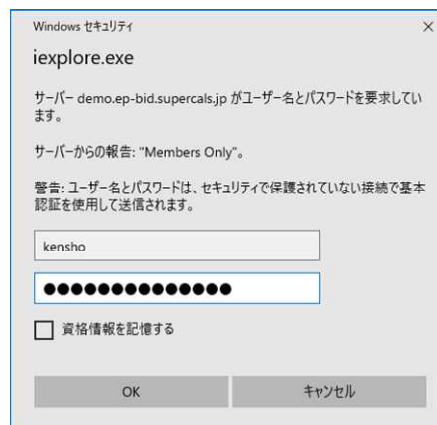 Windows セキュリティ
iexplore.exe
サーバー demo.ep-bid.supercals.jp がユーザー名とパスワードを要求してい
ます。
サーバーからの報告: "Members Only"。
警告: ユーザー名とパスワードは、セキュリティで保護されていない接続で基本
認証を使用して送信されます。
kensho
●●●●●●●●●●●●●●
資格情報を記憶する
OK
キャンセル